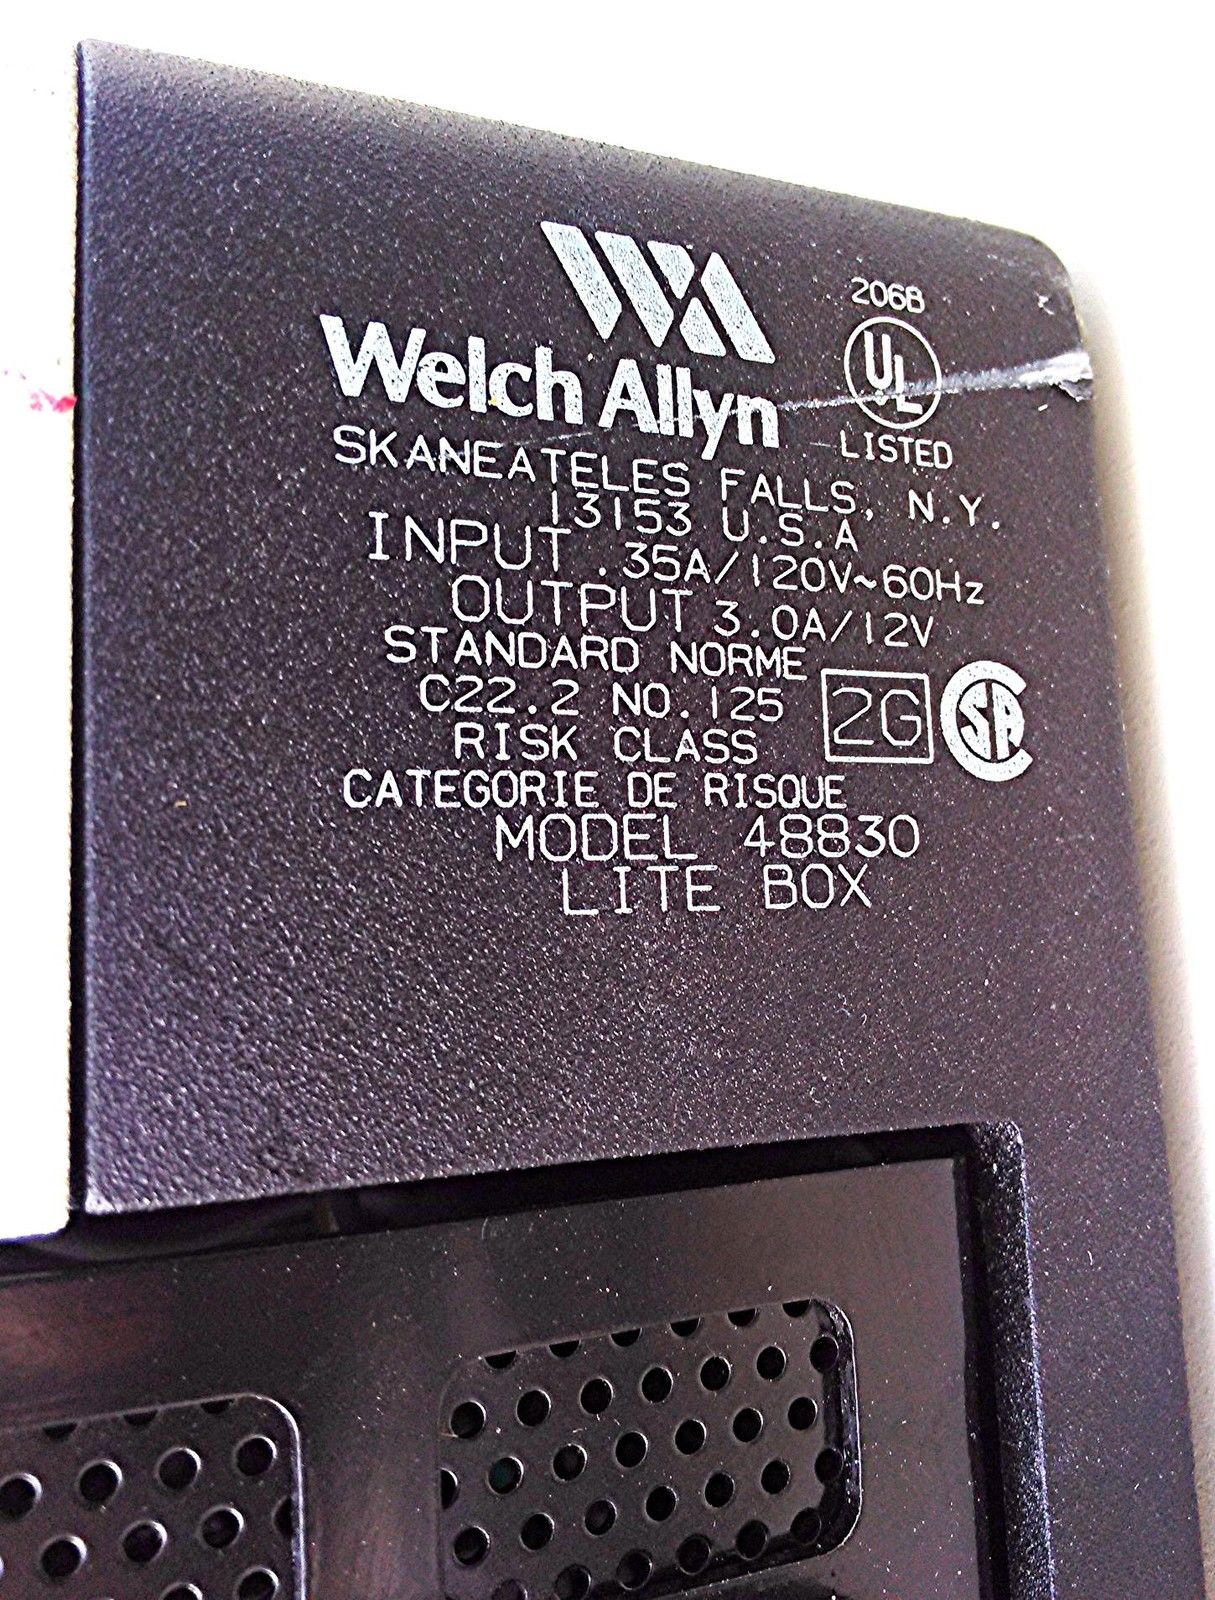 Welch Allyn
206B
UL
LISTED
SKANEATELES FALLS, N.Y.
13153 U.S.A
INPUT .35A/120V~60Hz
OUTPUT 3.0A/12V
STANDARD NORME
C22.2 NO.125
RISK CLASS
2G
CSA
CATEGORIE DE RISQUE
MODEL 48830
LITE BOX